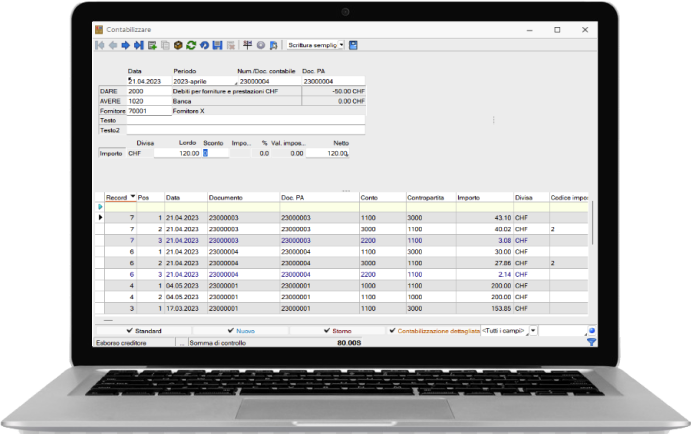 Contabilizzare
Scrittura semplic
Data Periodo Num./Doc. contabile Doc. PA
21.04.2023 2023-aprile 23000004 23000004
DARE 2000 Debiti per forniture e prestazioni CHF -50.00 CHF
AVERE 1020 Banca 0.00 CHF
Fornitore 70001 Fornitore X
Testo
Testo2
Divisa Lordo Sconto Impo... % Val. impos... Netto
Importo CHF 120.00 0 0.0 0.00 120.00
Record Pos Data Documento Doc. PA Conto Contropartita Importo Divisa Codice impos
7 1 21.04.2023 23000003 23000003 1100 3000 43.10 CHF
7 2 21.04.2023 23000003 23000003 3000 1100 40.02 CHF 2
7 3 21.04.2023 23000003 23000003 2200 1100 3.08 CHF
6 1 21.04.2023 23000004 23000004 1100 3000 30.00 CHF
6 2 21.04.2023 23000004 23000004 3000 1100 27.86 CHF 2
6 3 21.04.2023 23000004 23000004 2200 1100 2.14 CHF
4 1 04.05.2023 23000001 23000001 1000 1100 200.00 CHF
4 2 04.05.2023 23000001 23000001 1100 1000 200.00 CHF
3 1 17.03.2023 23000001 23000001 1100 3000 153.85 CHF
Standard Nuovo Storno Contabilizzazione dettagliata <Tutti i campi>
Esborso creditore ... Somma di controllo 80.00S